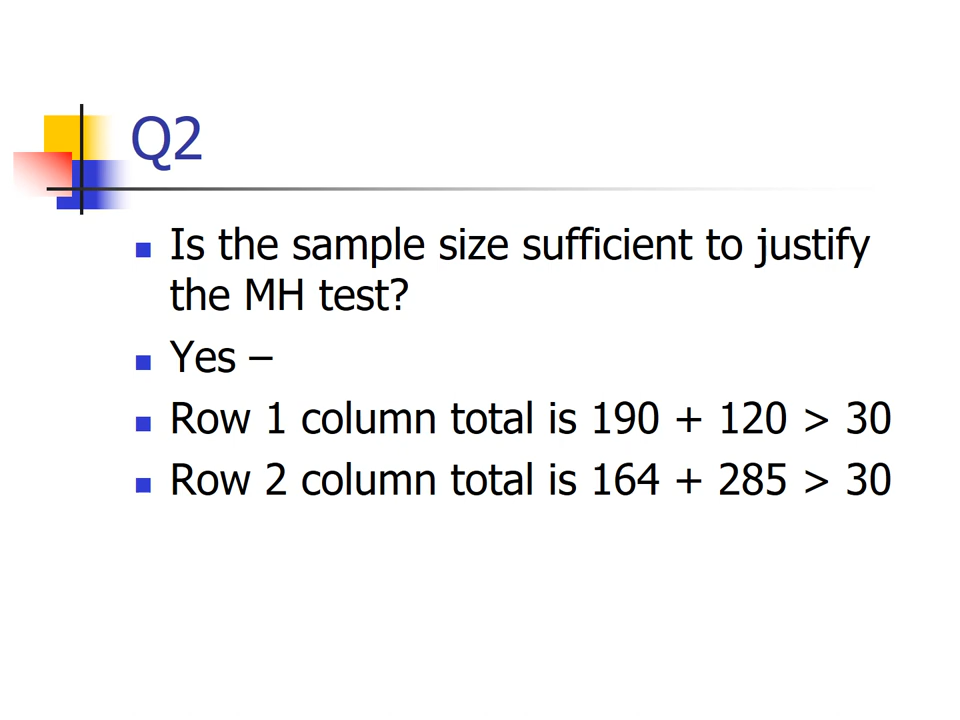 Q2
Is the sample size sufficient to justify
the MH test?
Yes –
Row 1 column total is 190 + 120 > 30
Row 2 column total is 164 + 285 > 30